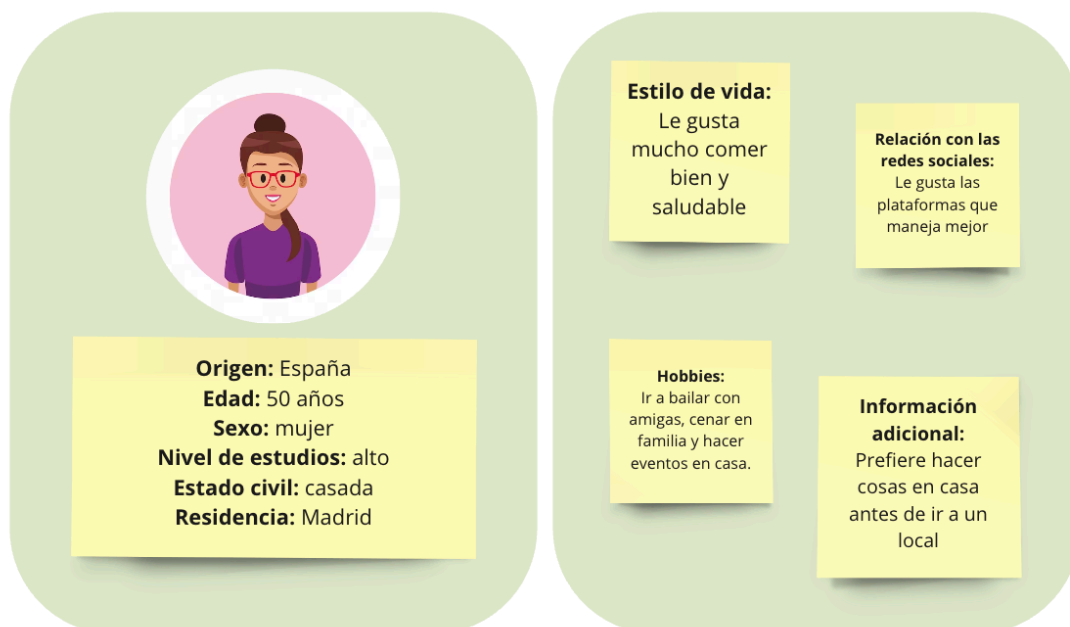 Origen: España
Edad: 50 años
Sexo: mujer
Nivel de estudios: alto
Estado civil: casada
Residencia: Madrid
Estilo de vida:
Le gusta
mucho comer
bien y
saludable
Relación con las
redes sociales:
Le gusta las
plataformas que
maneja mejor
Hobbies:
Ir a bailar con
amigas, cenar en
familia y hacer
eventos en casa.
Información
adicional:
Prefiere hacer
cosas en casa
antes de ir a un
local